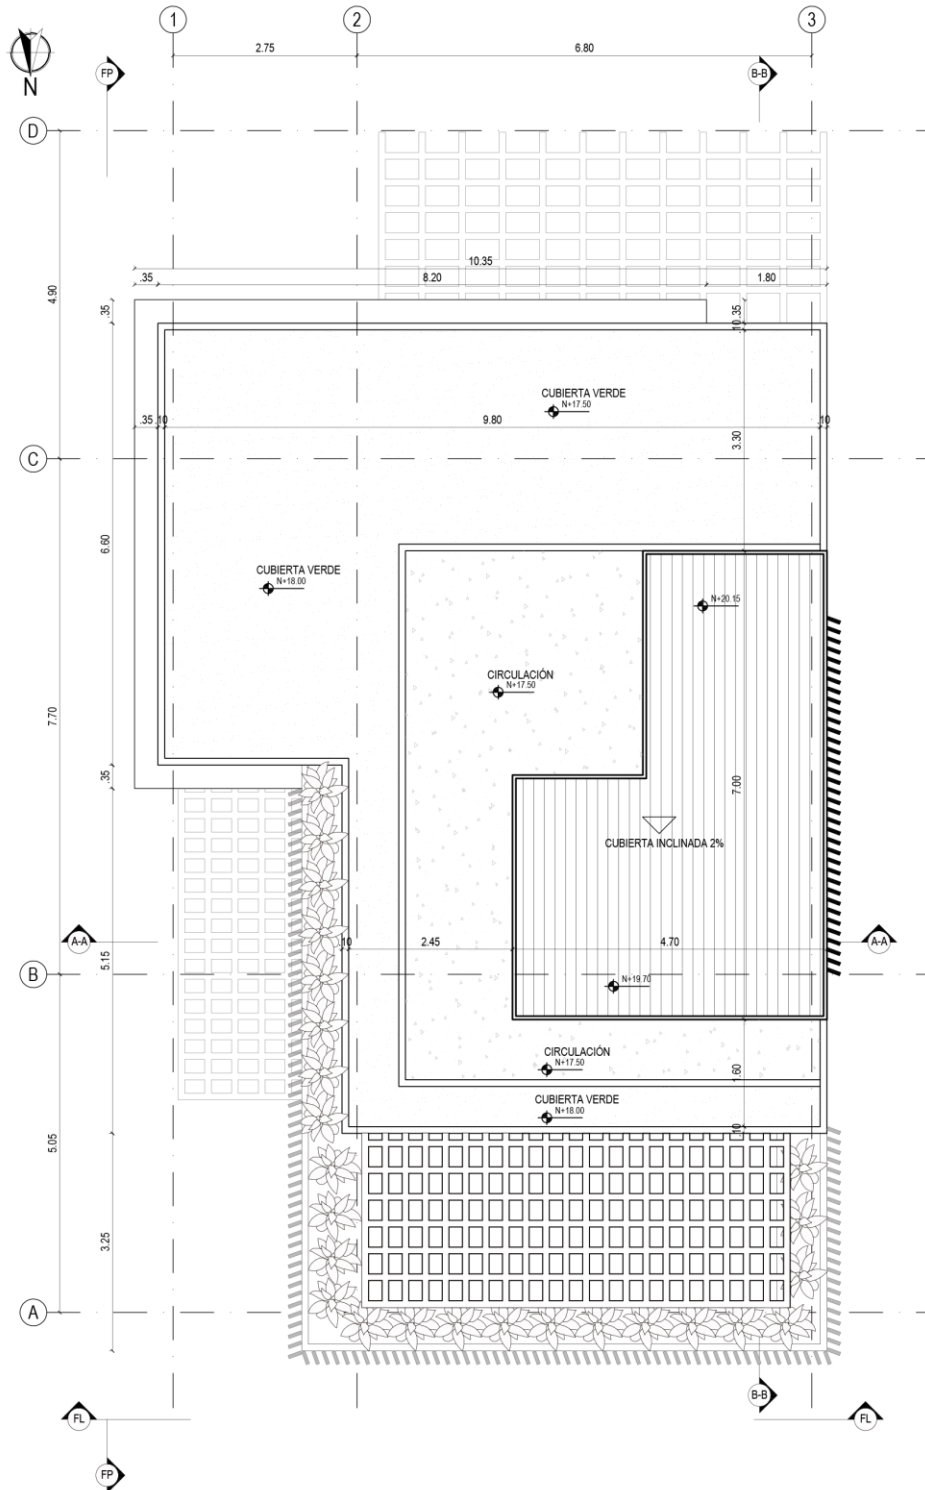 1
2
3
2.75
6.80
N
FP
B-B
D
10.35
.35
8.20
1.80
4.90
.35
.35
.10
CUBIERTA VERDE
N+17.50
.35
.10
9.80
.10
3.30
C
6.60
CUBIERTA VERDE
N+18.00
N+20.15
CIRCULACIÓN
N+17.50
7.70
.35
7.00
CUBIERTA INCLINADA 2%
A-A
.10
2.45
4.70
A-A
5.15
B
N+19.70
CIRCULACIÓN
N+17.50
1.60
CUBIERTA VERDE
N+18.00
.10
5.05
3.25
A
B-B
FL
FL
FP